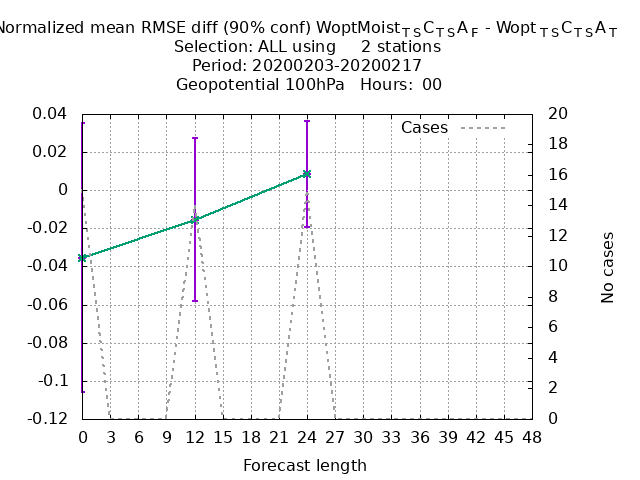 Normalized mean RMSE diff (90% conf) WoptMoist_TSC_TSA_F - Wopt_TSC_TSA_T
Selection: ALL using 2 stations
Period: 20200203-20200217
Geopotential 100hPa Hours: 00
Cases
0.04
0.02
0
-0.02
-0.04
-0.06
-0.08
-0.1
-0.12
20
18
16
14
12
10
8
6
4
2
0
No cases
0 3 6 9 12 15 18 21 24 27 30 33 36 39 42 45 48
Forecast length